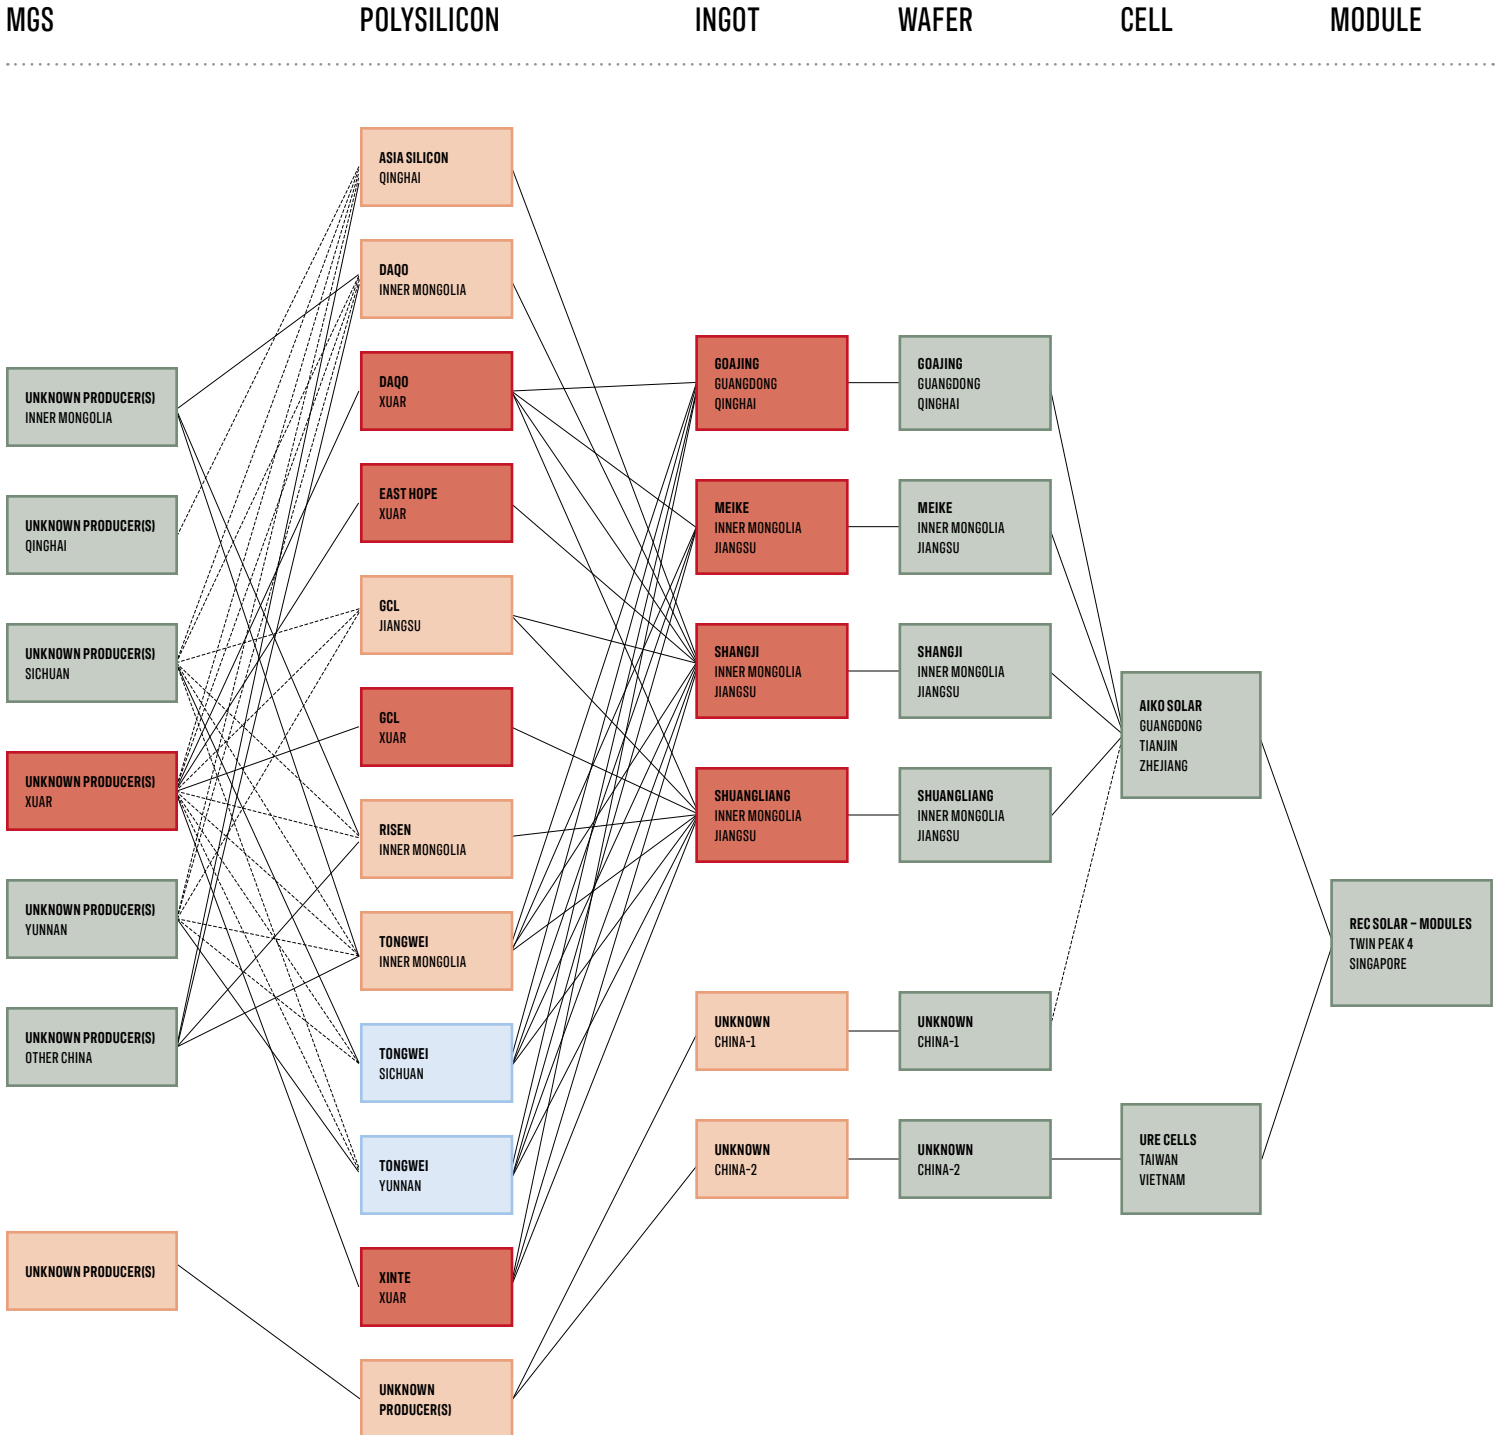 MGS
POLYSILICON
INGOT
WAFER
CELL
MODULE
UNKNOWN PRODUCER(S)
INNER MONGOLIA
UNKNOWN PRODUCER(S)
QINGHAI
UNKNOWN PRODUCER(S)
SICHUAN
UNKNOWN PRODUCER(S)
XUAR
UNKNOWN PRODUCER(S)
YUNNAN
UNKNOWN PRODUCER(S)
OTHER CHINA
UNKNOWN PRODUCER(S)
ASIA SILICON
QINGHAI
DAQO
INNER MONGOLIA
DAQO
XUAR
EAST HOPE
XUAR
GCL
JIANGSU
GCL
XUAR
RISEN
INNER MONGOLIA
TONGWEI
INNER MONGOLIA
TONGWEI
SICHUAN
TONGWEI
YUNNAN
XINTE
XUAR
UNKNOWN
PRODUCER(S)
GOAJING
GUANGDONG
QINGHAI
MEIKE
INNER MONGOLIA
JIANGSU
SHANGJI
INNER MONGOLIA
JIANGSU
SHUANGLIANG
INNER MONGOLIA
JIANGSU
UNKNOWN
CHINA-1
UNKNOWN
CHINA-2
GOAJING
GUANGDONG
QINGHAI
MEIKE
INNER MONGOLIA
JIANGSU
SHANGJI
INNER MONGOLIA
JIANGSU
SHUANGLIANG
INNER MONGOLIA
JIANGSU
UNKNOWN
CHINA-1
UNKNOWN
CHINA-2
AIKO SOLAR
GUANGDONG
TIANJIN
ZHEJIANG
URE CELLS
TAIWAN
VIETNAM
REC SOLAR – MODULES
TWIN PEAK 4
SINGAPORE